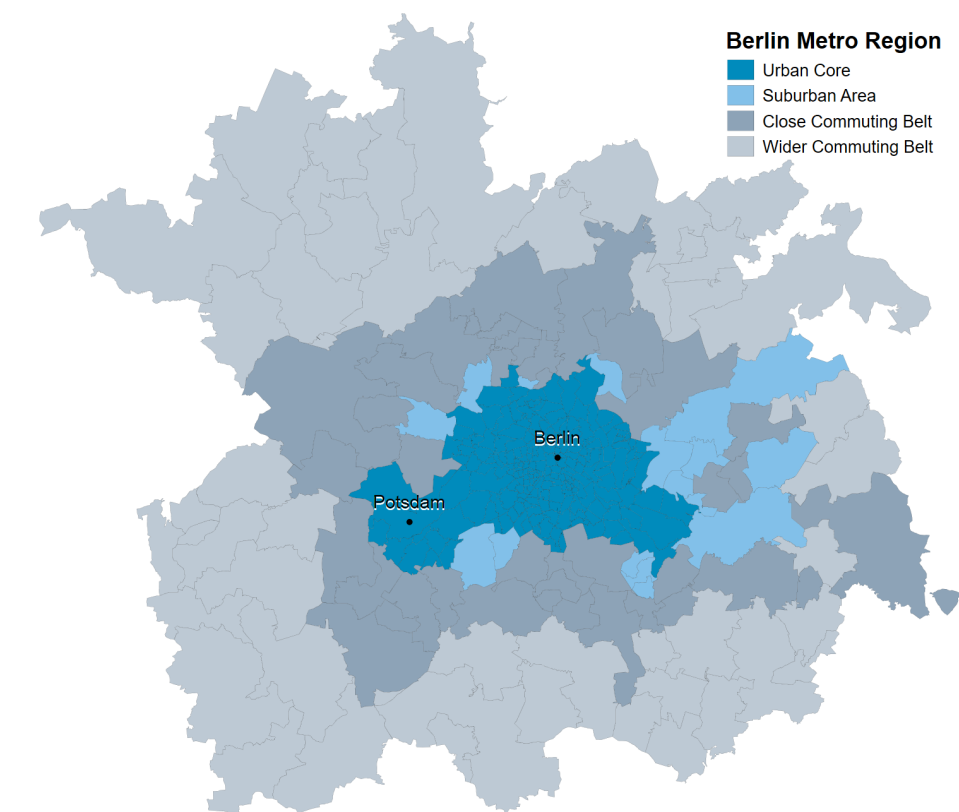 Berlin Metro Region
Urban Core
Suburban Area
Close Commuting Belt
Wider Commuting Belt
Berlin
Potsdam